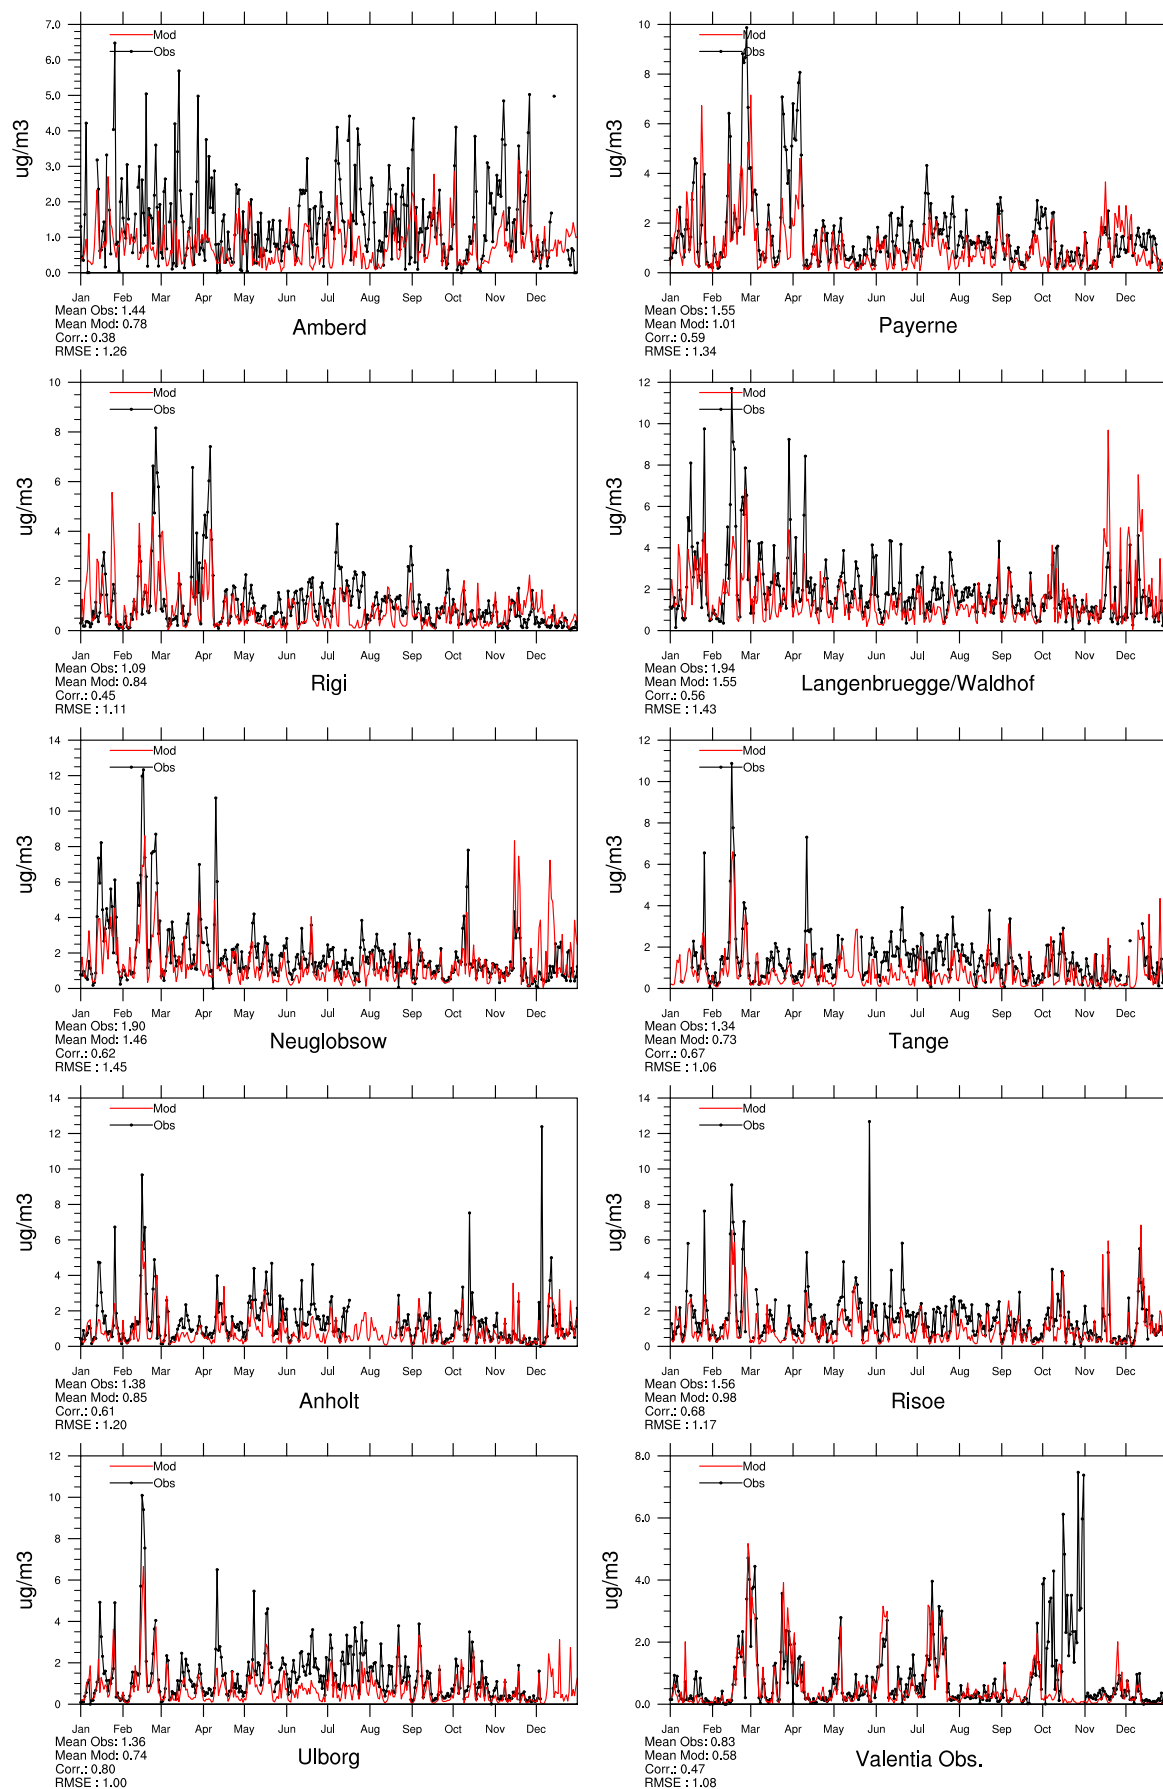 7.0
6.0
5.0
4.0
3.0
2.0
1.0
0.0
ug/m3
Mod
Obs
Jan Feb Mar Apr May Jun Jul Aug Sep Oct Nov Dec
Mean Obs: 1.44
Mean Mod: 0.78
Corr.: 0.38
RMSE : 1.26
Amberd
10
8
6
4
2
0
ug/m3
Mod
Obs
Jan Feb Mar Apr May Jun Jul Aug Sep Oct Nov Dec
Mean Obs: 1.55
Mean Mod: 1.01
Corr.: 0.59
RMSE : 1.34
Payerne
10
8
6
4
2
0
ug/m3
Mod
Obs
Jan Feb Mar Apr May Jun Jul Aug Sep Oct Nov Dec
Mean Obs: 1.09
Mean Mod: 0.84
Corr.: 0.45
RMSE : 1.11
Rigi
12
10
8
6
4
2
0
ug/m3
Mod
Obs
Jan Feb Mar Apr May Jun Jul Aug Sep Oct Nov Dec
Mean Obs: 1.94
Mean Mod: 1.55
Corr.: 0.56
RMSE : 1.43
Langenbruegge/Waldhof
14
12
10
8
6
4
2
0
ug/m3
Mod
Obs
Jan Feb Mar Apr May Jun Jul Aug Sep Oct Nov Dec
Mean Obs: 1.90
Mean Mod: 1.46
Corr.: 0.62
RMSE : 1.45
Neuglobsow
12
10
8
6
4
2
0
ug/m3
Mod
Obs
Jan Feb Mar Apr May Jun Jul Aug Sep Oct Nov Dec
Mean Obs: 1.34
Mean Mod: 0.73
Corr.: 0.67
RMSE : 1.06
Tange
14
12
10
8
6
4
2
0
ug/m3
Mod
Obs
Jan Feb Mar Apr May Jun Jul Aug Sep Oct Nov Dec
Mean Obs: 1.38
Mean Mod: 0.85
Corr.: 0.61
RMSE : 1.20
Anholt
14
12
10
8
6
4
2
0
ug/m3
Mod
Obs
Jan Feb Mar Apr May Jun Jul Aug Sep Oct Nov Dec
Mean Obs: 1.56
Mean Mod: 0.98
Corr.: 0.68
RMSE : 1.17
Risoe
12
10
8
6
4
2
0
ug/m3
Mod
Obs
Jan Feb Mar Apr May Jun Jul Aug Sep Oct Nov Dec
Mean Obs: 1.36
Mean Mod: 0.74
Corr.: 0.80
RMSE : 1.00
Ulborg
8.0
6.0
4.0
2.0
0.0
ug/m3
Mod
Obs
Jan Feb Mar Apr May Jun Jul Aug Sep Oct Nov Dec
Mean Obs: 0.83
Mean Mod: 0.58
Corr.: 0.47
RMSE : 1.08
Valentia Obs.